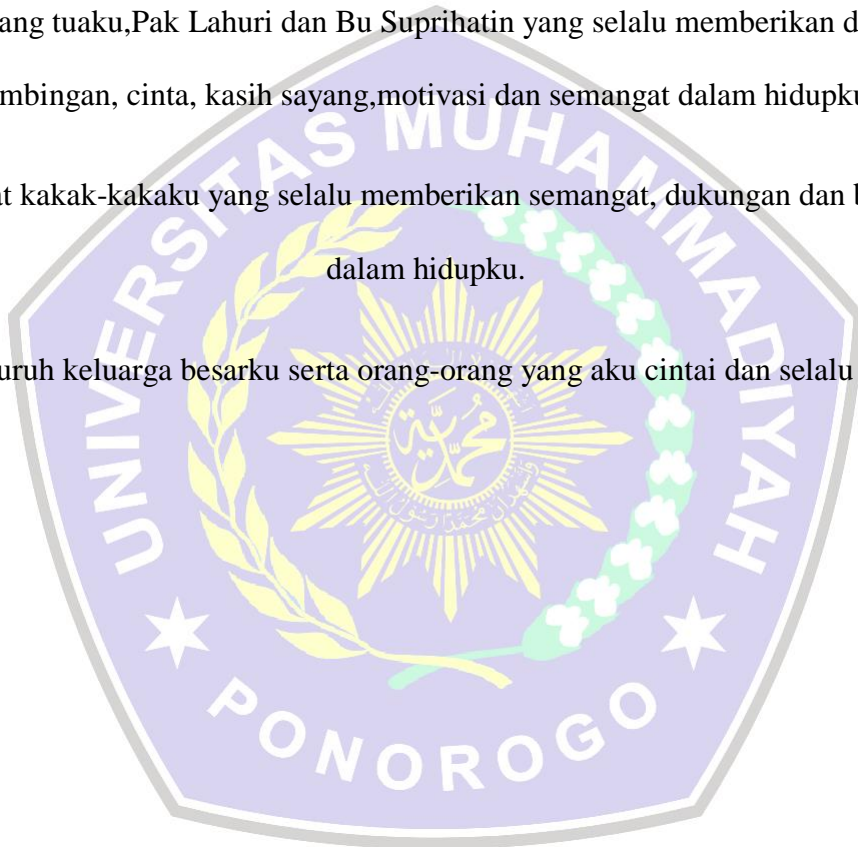 ang tuaku,Pak Lahuri dan Bu Suprihatin yang selalu memberikan d
mbingan, cinta, kasih sayang,motivasi dan semangat dalam hidupku
at kakak-kakaku yang selalu memberikan semangat, dukungan dan b
dalam hidupku.
uruh keluarga besarku serta orang-orang yang aku cintai dan selalu
UNIVERSITAS MUHAMMADIYAH
محمدية
PONOROGO